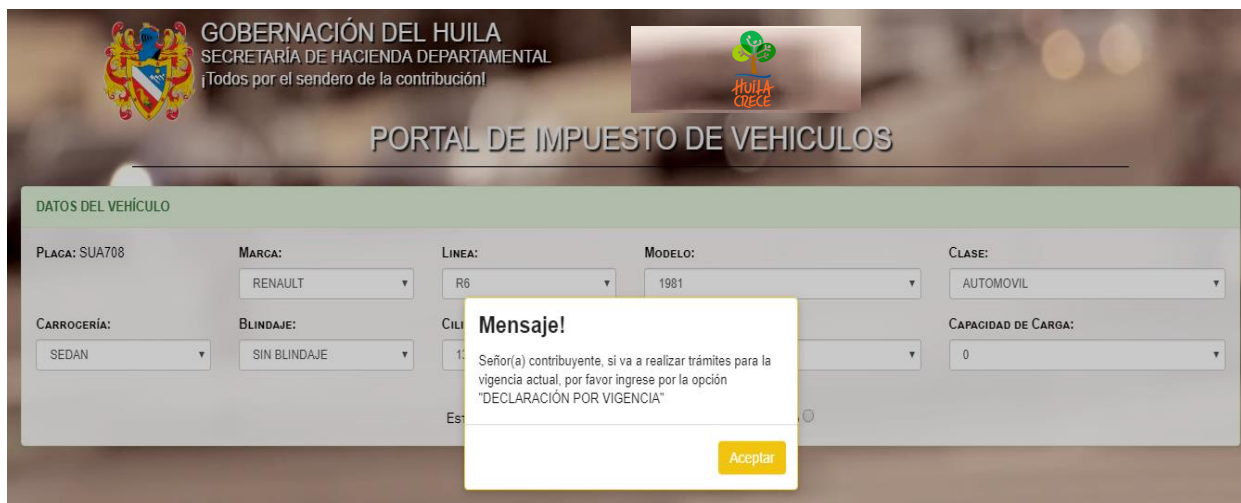 GOBERNACIÓN DEL HUILA
SECRETARÍA DE HACIENDA DEPARTAMENTAL
¡Todos por el sendero de la contribución!
HUILA
CRECE
PORTAL DE IMPUESTO DE VEHICULOS
DATOS DEL VEHÍCULO
PLACA: SUA708
MARCA:
LINEA:
MODELO:
CLASE:
RENAULT
R6
1981
AUTOMOVIL
CARROCERÍA:
BLINDAJE:
CAPACIDAD DE CARGA:
SEDAN
SIN BLINDAJE
0
Mensaje!
Señor(a) contribuyente, si va a realizar trámites para la
vigencia actual, por favor ingrese por la opción
"DECLARACIÓN POR VIGENCIA"
Aceptar